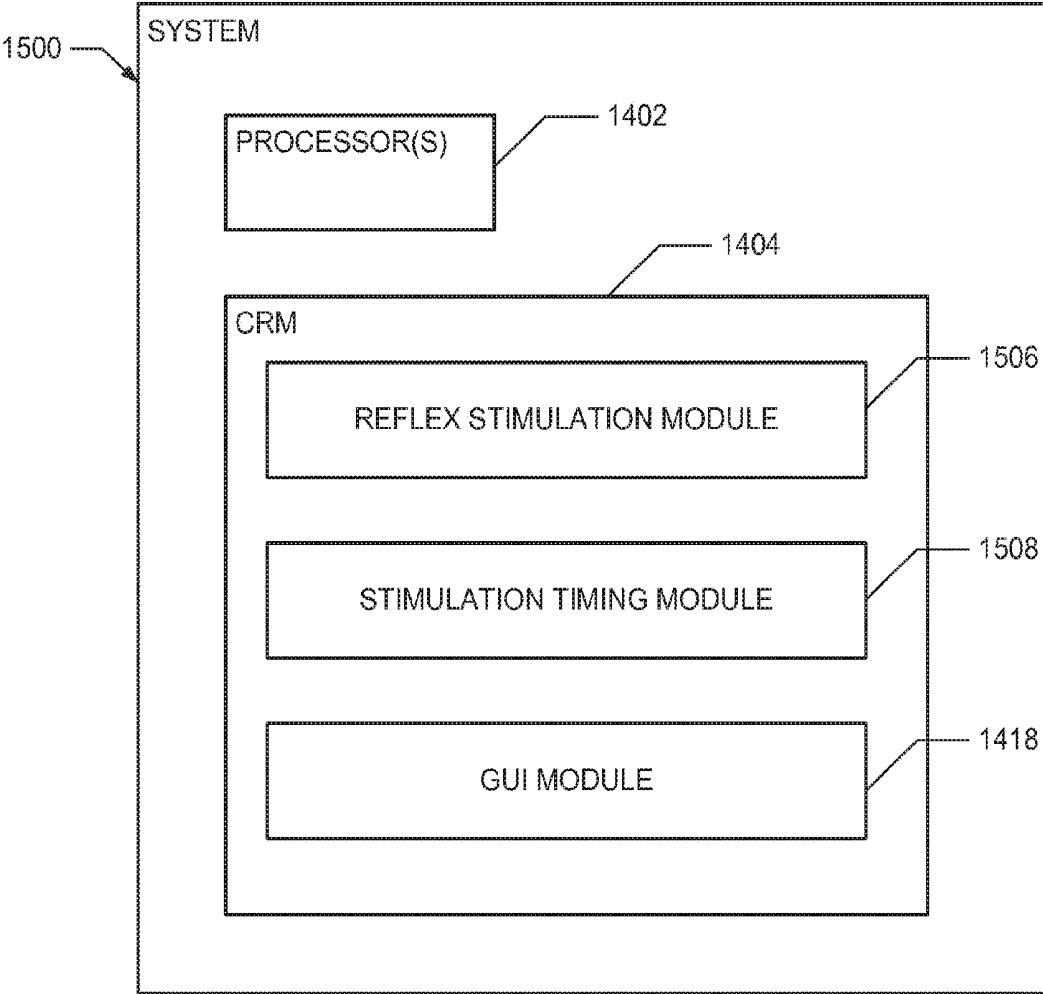 SYSTEM
1500
PROCESSOR(S)
1402
1404
CRM
1506
REFLEX STIMULATION MODULE
1508
STIMULATION TIMING MODULE
1418
GUI MODULE